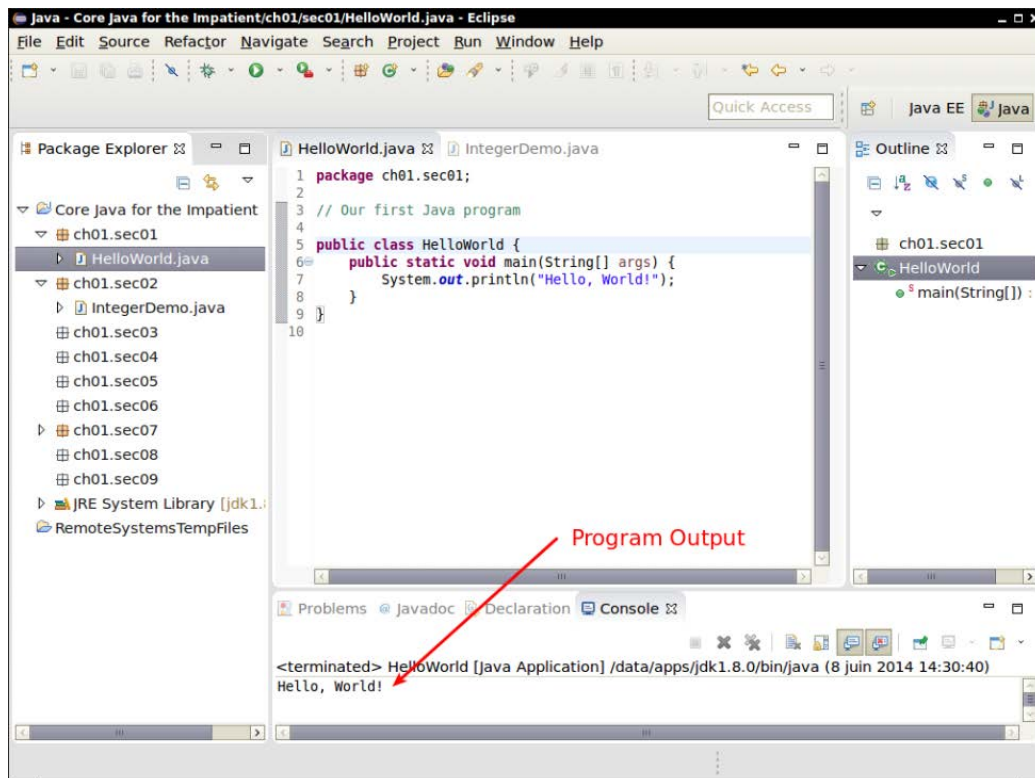 Java - Core Java for the Impatient/ch01/sec01/HelloWorld.java - Eclipse
File Edit Source Refactor Navigate Search Project Run Window Help
Quick Access
Java EE
Java
Package Explorer
Core Java for the Impatient
ch01.sec01
HelloWorld.java
ch01.sec02
IntegerDemo.java
ch01.sec03
ch01.sec04
ch01.sec05
ch01.sec06
ch01.sec07
ch01.sec08
ch01.sec09
JRE System Library [jdk1.
RemoteSystemsTempFiles
HelloWorld.java
IntegerDemo.java
1 package ch01.sec01;
2
3 // Our first Java program
4
5 public class HelloWorld {
6 public static void main(String[] args) {
7 System.out.println("Hello, World!");
8 }
9 }
10
Program Output
Outline
ch01.sec01
HelloWorld
main(String[]) :
Problems @ Javadoc Declaration Console
<terminated> HelloWorld [Java Application] /data/apps/jdk1.8.0/bin/java (8 juin 2014 14:30:40)
Hello, World!